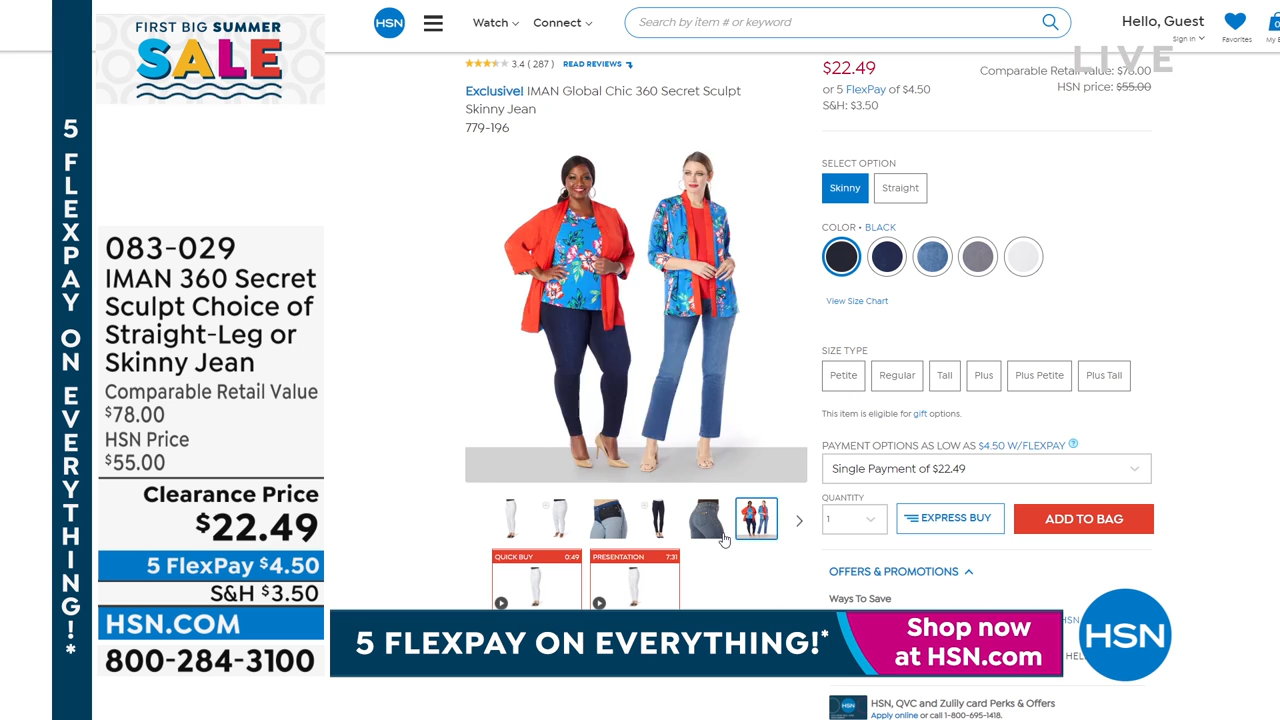 FIRST BIG SUMMER
SALE
5 FLEXPAY ON EVERYTHING!*
083-029
IMAN 360 Secret
Sculpt Choice of
Straight-Leg or
Skinny Jean
Comparable Retail Value
$78.00
HSN Price
$55.00
Clearance Price
$22.49
5 FlexPay $4.50
S&H $3.50
HSN.COM
800-284-3100
HSN
Watch
Connect
Search by item # or keyword
Hello, Guest
Sign In
Favorites
0
LIVE
3.4 ( 287 ) READ REVIEWS
Exclusive! IMAN Global Chic 360 Secret Sculpt
Skinny Jean
779-196
$22.49
Comparable Retail Value: $78.00
or 5 FlexPay of $4.50
HSN price: $55.00
S&H: $3.50
SELECT OPTION
Skinny
Straight
COLOR • BLACK
View Size Chart
SIZE TYPE
Petite
Regular
Tall
Plus
Plus Petite
Plus Tall
This item is eligible for gift options.
PAYMENT OPTIONS AS LOW AS $4.50 W/FLEXPAY ?
Single Payment of $22.49
QUANTITY
1
EXPRESS BUY
ADD TO BAG
QUICK BUY 0:49
PRESENTATION 7:31
OFFERS & PROMOTIONS
Ways To Save
5 FLEXPAY ON EVERYTHING!*
Shop now
at HSN.com
HSN
HSN, QVC and Zulily card Perks & Offers
Apply online or call 1-800-695-1418.